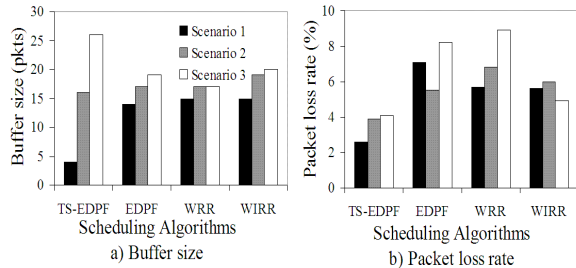 30
25
20
15
10
5
0
Buffer size (pkts)
Scenario 1
Scenario 2
Scenario 3
TS-EDPF EDPF WRR WIRR
Scheduling Algorithms
a) Buffer size
10
8
6
4
2
0
Packet loss rate (%)
TS-EDPF EDPF WRR WIRR
Scheduling Algorithms
b) Packet loss rate